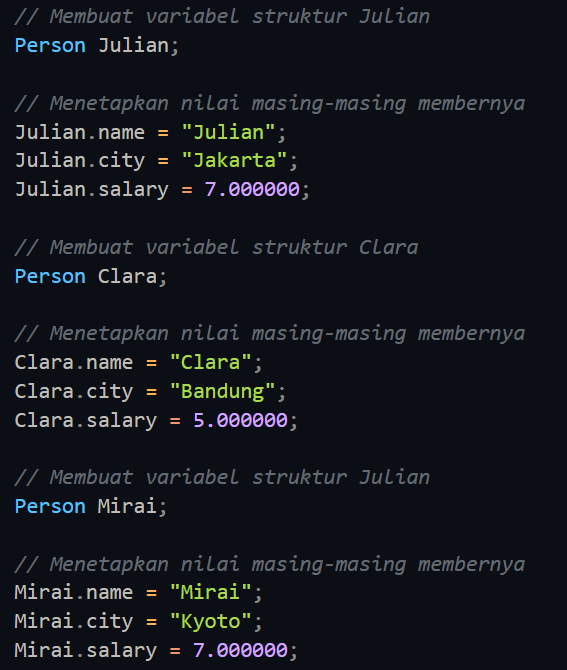 // Membuat variabel struktur Julian
Person Julian;
// Menetapkan nilai masing-masing membernya
Julian.name = "Julian";
Julian.city = "Jakarta";
Julian.salary = 7.000000;
// Membuat variabel struktur Clara
Person Clara;
// Menetapkan nilai masing-masing membernya
Clara.name = "Clara";
Clara.city = "Bandung";
Clara.salary = 5.000000;
// Membuat variabel struktur Julian
Person Mirai;
// Menetapkan nilai masing-masing membernya
Mirai.name = "Mirai";
Mirai.city = "Kyoto";
Mirai.salary = 7.000000;